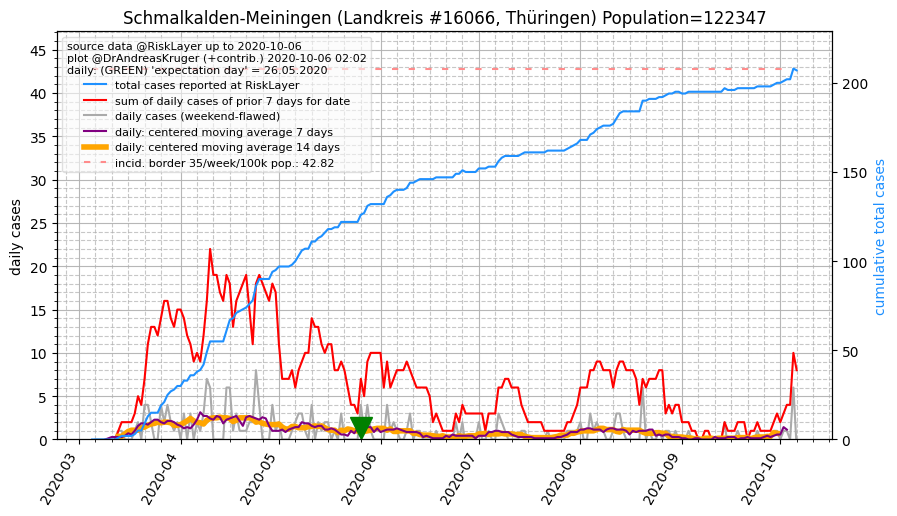 Schmalkalden-Meiningen (Landkreis #16066, Thüringen) Population=122347
source data @RiskLayer up to 2020-10-06
plot @DrAndreasKruger (+contrib.) 2020-10-06 02:02
daily: (GREEN) 'expectation day' = 26.05.2020
total cases reported at RiskLayer
sum of daily cases of prior 7 days for date
daily cases (weekend-flawed)
daily: centered moving average 7 days
daily: centered moving average 14 days
incid. border 35/week/100k pop.: 42.82
daily cases
45
40
35
30
25
20
15
10
5
0
cumulative total cases
200
150
100
50
0
2020-03
2020-04
2020-05
2020-06
2020-07
2020-08
2020-09
2020-10